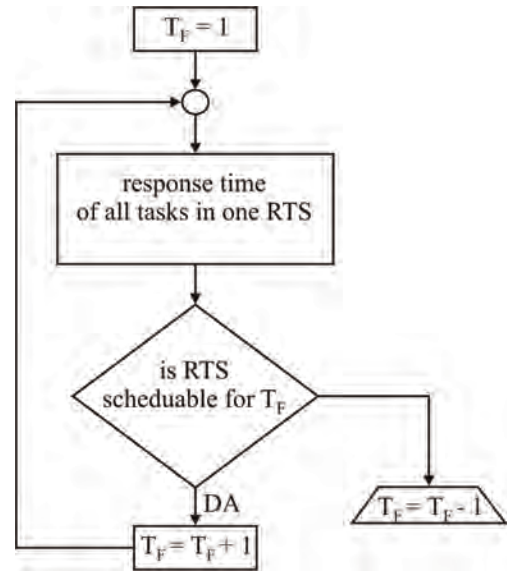 T_F = 1
response time
of all tasks in one RTS
is RTS
scheduable for T_F
DA
T_F = T_F - 1
T_F = T_F + 1